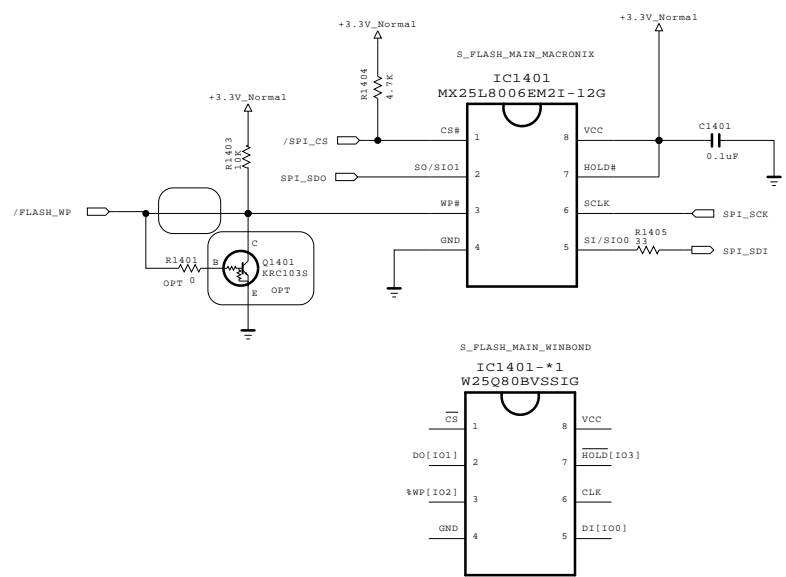 +3.3V_Normal
+3.3V_Normal
S_FLASH_MAIN_MACRONIX
IC1401
MX25L8006EM2I-12G
R1404
4.7K
+3.3V_Normal
R1403
10K
/SPI_CS
CS#
1
8
VCC
C1401
0.1uF
SPI_SDO
SO/SIO1
2
7
HOLD#
/FLASH_WP
WP#
3
6
SCLK
SPI_SCK
GND
4
5
SI/SIO0
R1405
33
SPI_SDI
R1401
OPT 0
B
C
E
Q1401
KRC103S
OPT
S_FLASH_MAIN_WINBOND
IC1401-*1
W25Q80BVSSIG
CS
1
8
VCC
DO[IO1]
2
7
HOLD[IO3]
%WP[IO2]
3
6
CLK
GND
4
5
DI[IO0]